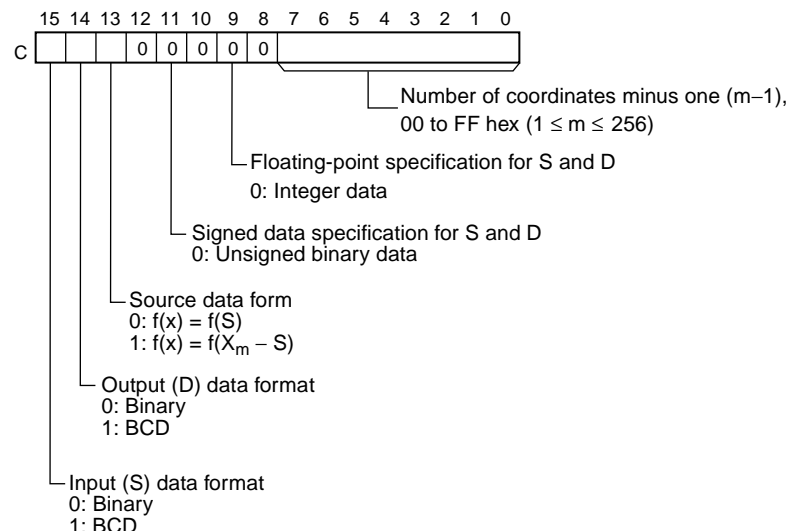 15 14 13 12 11 10 9 8 7 6 5 4 3 2 1 0
C 0 0 0 0 0
Number of coordinates minus one (m−1),
00 to FF hex (1 ≤ m ≤ 256)
Floating-point specification for S and D
0: Integer data
Signed data specification for S and D
0: Unsigned binary data
Source data form
0: f(x) = f(S)
1: f(x) = f(Xm − S)
Output (D) data format
0: Binary
1: BCD
Input (S) data format
0: Binary
1: BCD